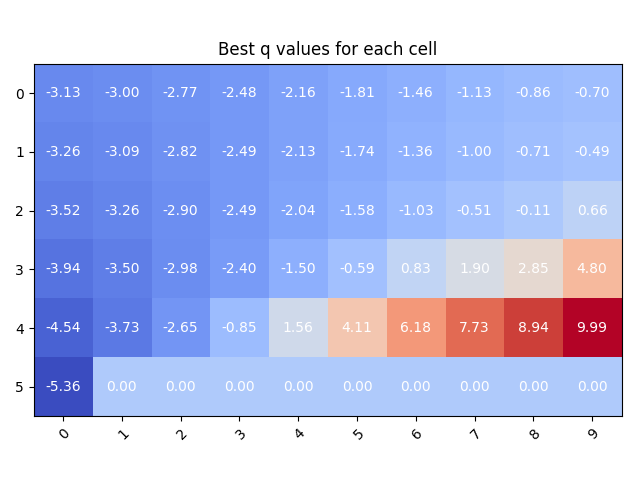 Best q values for each cell
0 -3.13 -3.00 -2.77 -2.48 -2.16 -1.81 -1.46 -1.13 -0.86 -0.70
1 -3.26 -3.09 -2.82 -2.49 -2.13 -1.74 -1.36 -1.00 -0.71 -0.49
2 -3.52 -3.26 -2.90 -2.49 -2.04 -1.58 -1.03 -0.51 -0.11 0.66
3 -3.94 -3.50 -2.98 -2.40 -1.50 -0.59 0.83 1.90 2.85 4.80
4 -4.54 -3.73 -2.65 -0.85 1.56 4.11 6.18 7.73 8.94 9.99
5 -5.36 0.00 0.00 0.00 0.00 0.00 0.00 0.00 0.00 0.00
0 1 2 3 4 5 6 7 8 9